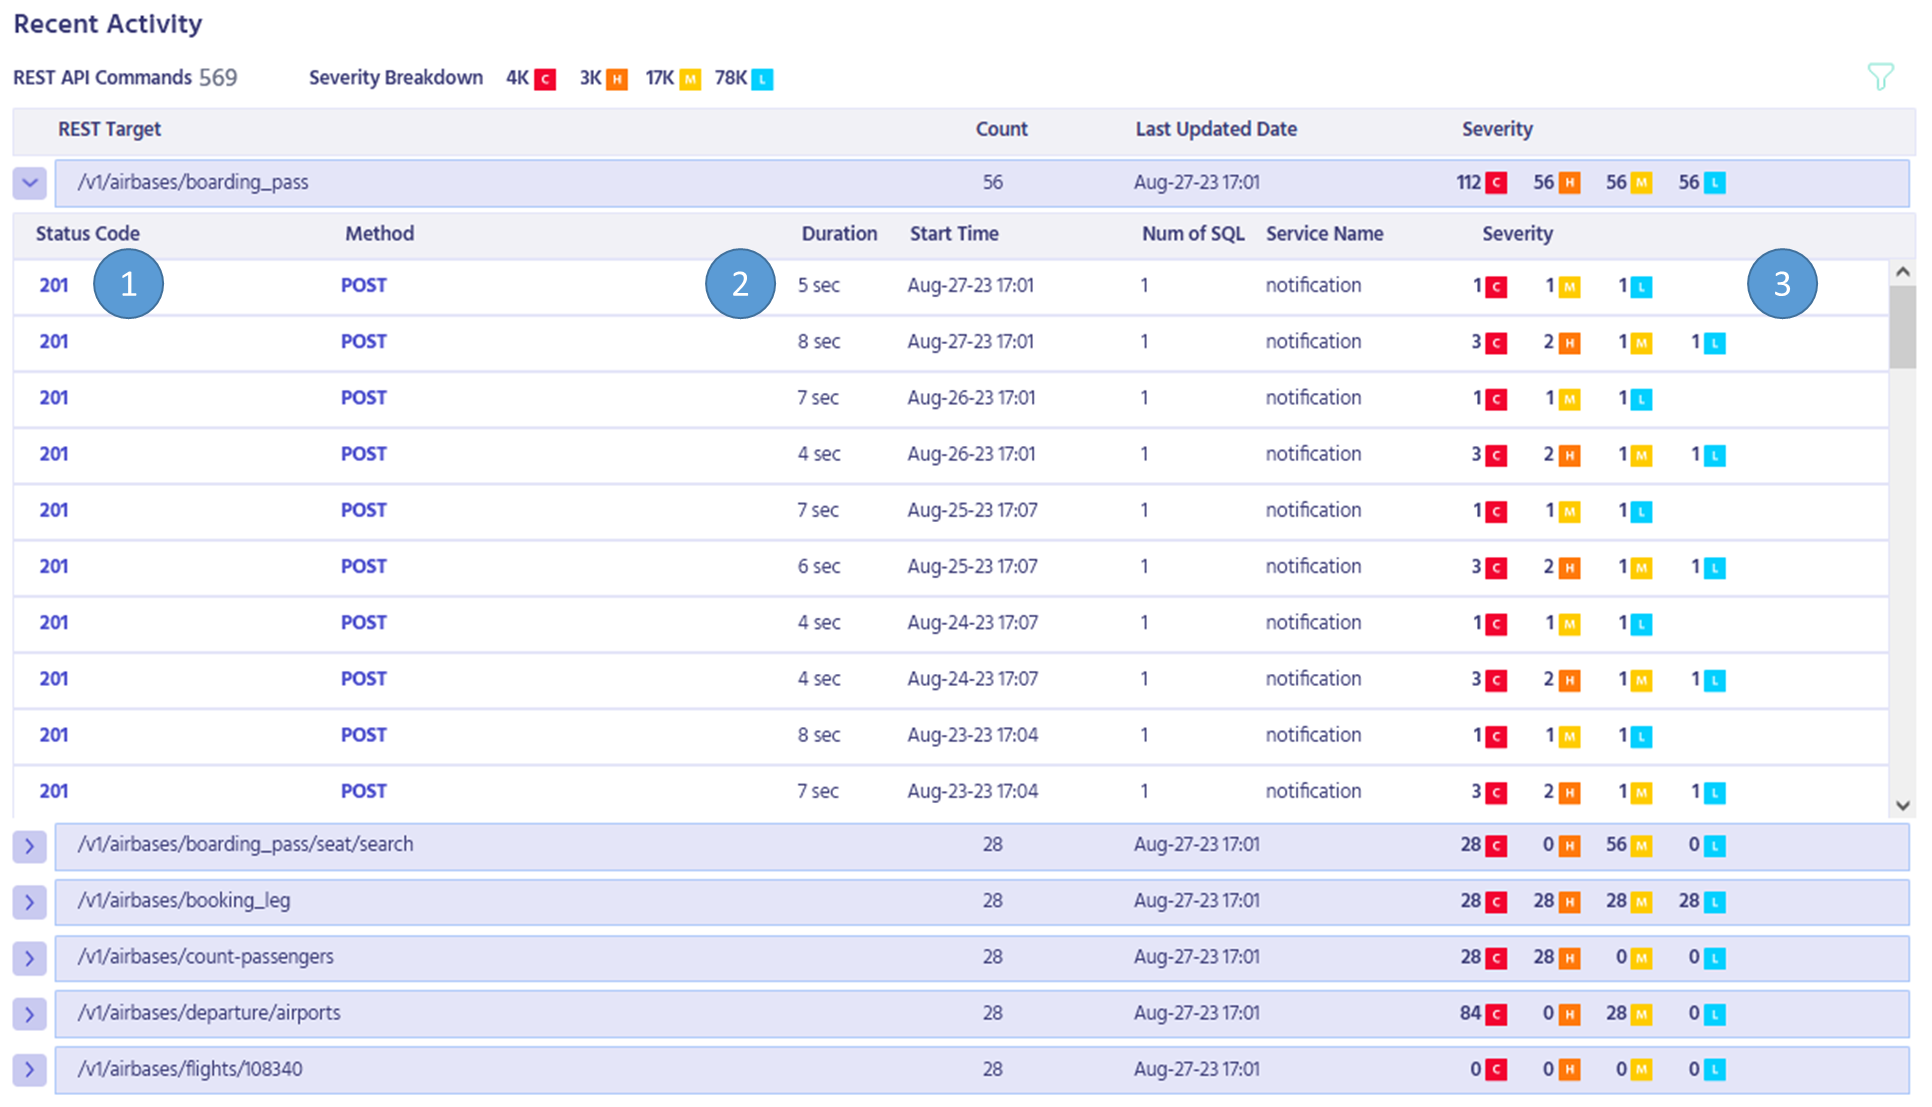 Recent Activity
REST API Commands 569 Severity Breakdown 4K C 3K H 17K M 78K L
REST Target Count Last Updated Date Severity
/v1/airbases/boarding_pass 56 Aug-27-23 17:01 112 C 56 H 56 M 56 L
Status Code Method Duration Start Time Num of SQL Service Name Severity
201 1 POST 2 5 sec Aug-27-23 17:01 1 notification 1 C 1 M 1 L 3
201 POST 8 sec Aug-27-23 17:01 1 notification 3 C 2 H 1 M 1 L
201 POST 7 sec Aug-26-23 17:01 1 notification 1 C 1 M 1 L
201 POST 4 sec Aug-26-23 17:01 1 notification 3 C 2 H 1 M 1 L
201 POST 7 sec Aug-25-23 17:07 1 notification 1 C 1 M 1 L
201 POST 6 sec Aug-25-23 17:07 1 notification 3 C 2 H 1 M 1 L
201 POST 4 sec Aug-24-23 17:07 1 notification 1 C 1 M 1 L
201 POST 4 sec Aug-24-23 17:07 1 notification 3 C 2 H 1 M 1 L
201 POST 8 sec Aug-23-23 17:04 1 notification 1 C 1 M 1 L
201 POST 7 sec Aug-23-23 17:04 1 notification 3 C 2 H 1 M 1 L
/v1/airbases/boarding_pass/seat/search 28 Aug-27-23 17:01 28 C 0 H 56 M 0 L
/v1/airbases/booking_leg 28 Aug-27-23 17:01 28 C 28 H 28 M 28 L
/v1/airbases/count-passengers 28 Aug-27-23 17:01 28 C 28 H 0 M 0 L
/v1/airbases/departure/airports 28 Aug-27-23 17:01 84 C 0 H 28 M 0 L
/v1/airbases/flights/108340 28 Aug-27-23 17:01 0 C 0 H 0 M 0 L